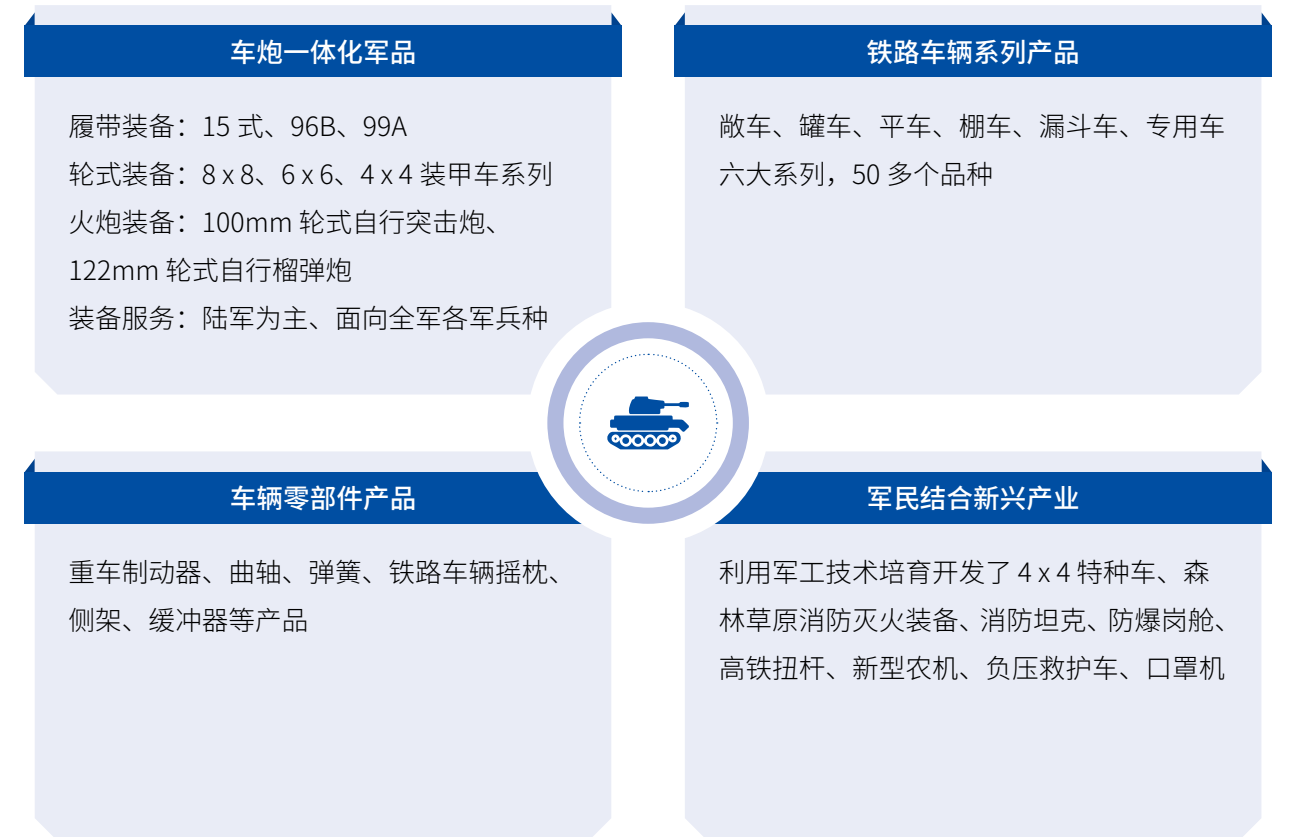 车炮一体化军品
履带装备：15 式、96B、99A
轮式装备：8 x 8、6 x 6、4 x 4 装甲车系列
火炮装备：100mm 轮式自行突击炮、
122mm 轮式自行榴弹炮
装备服务：陆军为主、面向全军各军兵种
铁路车辆系列产品
敞车、罐车、平车、棚车、漏斗车、专用车
六大系列，50 多个品种
车辆零部件产品
重车制动器、曲轴、弹簧、铁路车辆摇枕、
侧架、缓冲器等产品
军民结合新兴产业
利用军工技术培育开发了 4 x 4 特种车、森
林草原消防灭火装备、消防坦克、防爆岗舱、
高铁扭杆、新型农机、负压救护车、口罩机